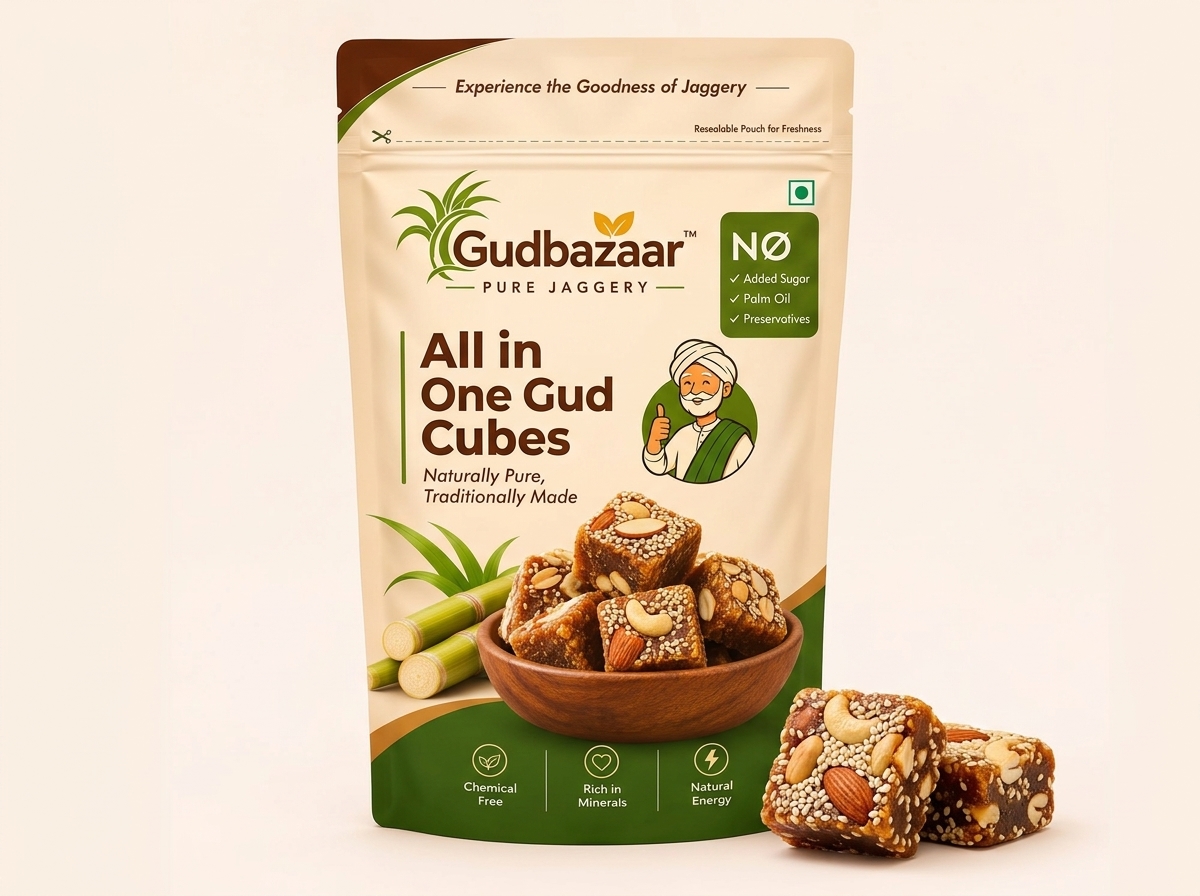 Experience the Goodness of Jaggery
Resealable Pouch for Freshness
Gudbazaar™
PURE JAGGERY
NØ
✓ Added Sugar
✓ Palm Oil
✓ Preservatives
All in
One Gud
Cubes
Naturally Pure,
Traditionally Made
Chemical
Free
Rich in
Minerals
Natural
Energy